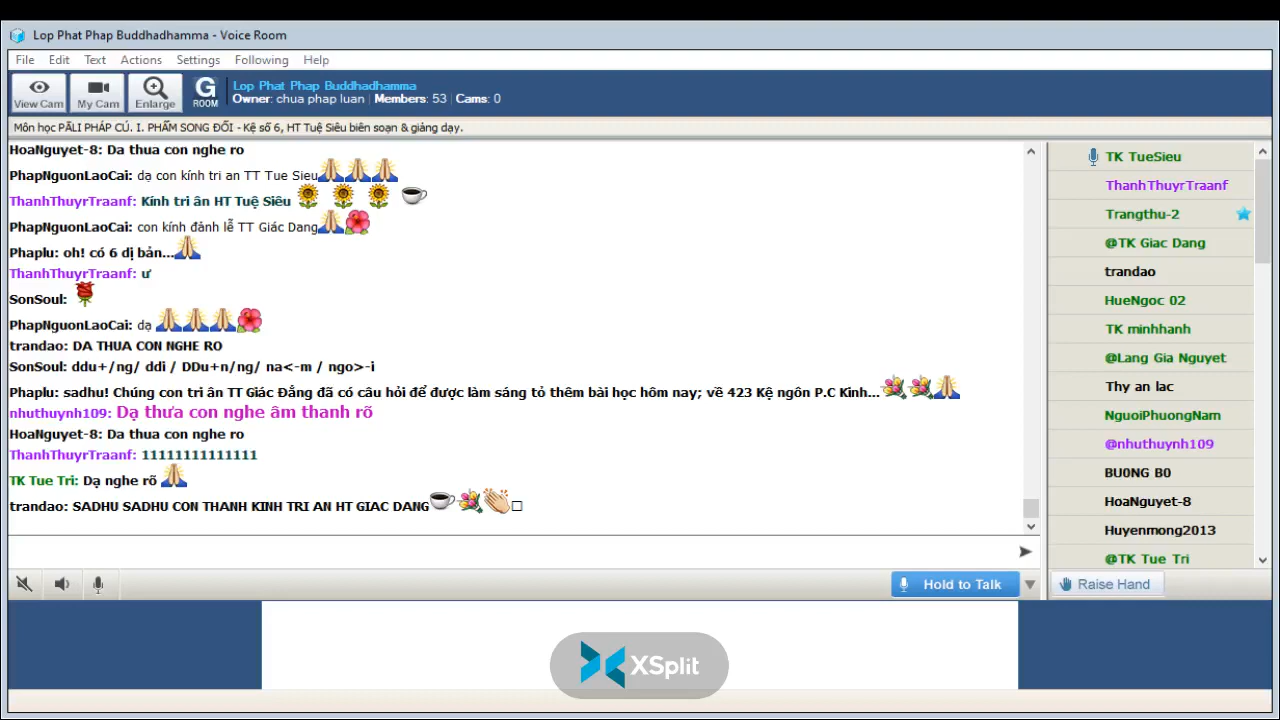 Lop Phat Phap Buddhadhamma - Voice Room
File Edit Text Actions Settings Following Help
View Cam My Cam Enlarge G ROOM
Lop Phat Phap Buddhadhamma
Owner: chua phap luan | Members: 53 | Cams: 0
Môn học PĀLI PHÁP CÚ. I. PHẨM SONG ĐỐI - Kệ số 6, HT Tuệ Siêu biên soạn & giảng dạy.
HoaNguyet-8: Da thua con nghe ro
PhapNguonLaoCai: dạ con kính tri an TT Tue Sieu
ThanhThuyrTraanf: Kính tri ân HT Tuệ Siêu
PhapNguonLaoCai: con kính đảnh lễ TT Giác Dang
Phaplu: oh! có 6 dị bản...
ThanhThuyrTraanf: ư
SonSoul:
PhapNguonLaoCai: dạ
trandao: DA THUA CON NGHE RO
SonSoul: ddu+/ng/ ddi / DDu+n/ng/ na<-m / ngo>-i
Phaplu: sadhu! Chúng con tri ân TT Giác Đẳng đã có câu hỏi để được làm sáng tỏ thêm bài học hôm nay; về 423 Kệ ngôn P.C Kinh...
nhuthuynh109: Dạ thưa con nghe âm thanh rõ
HoaNguyet-8: Da thua con nghe ro
ThanhThuyrTraanf: 11111111111111
TK Tue Tri: Dạ nghe rõ
trandao: SADHU SADHU CON THANH KINH TRI AN HT GIAC DANG
TK TueSieu
ThanhThuyrTraanf
Trangthu-2
@TK Giac Dang
trandao
HueNgoc 02
TK minhhanh
@Lang Gia Nguyet
Thy an lac
NguoiPhuongNam
@nhuthuynh109
BU0NG B0
HoaNguyet-8
Huyenmong2013
@TK Tue Tri
Hold to Talk
Raise Hand
XSplit